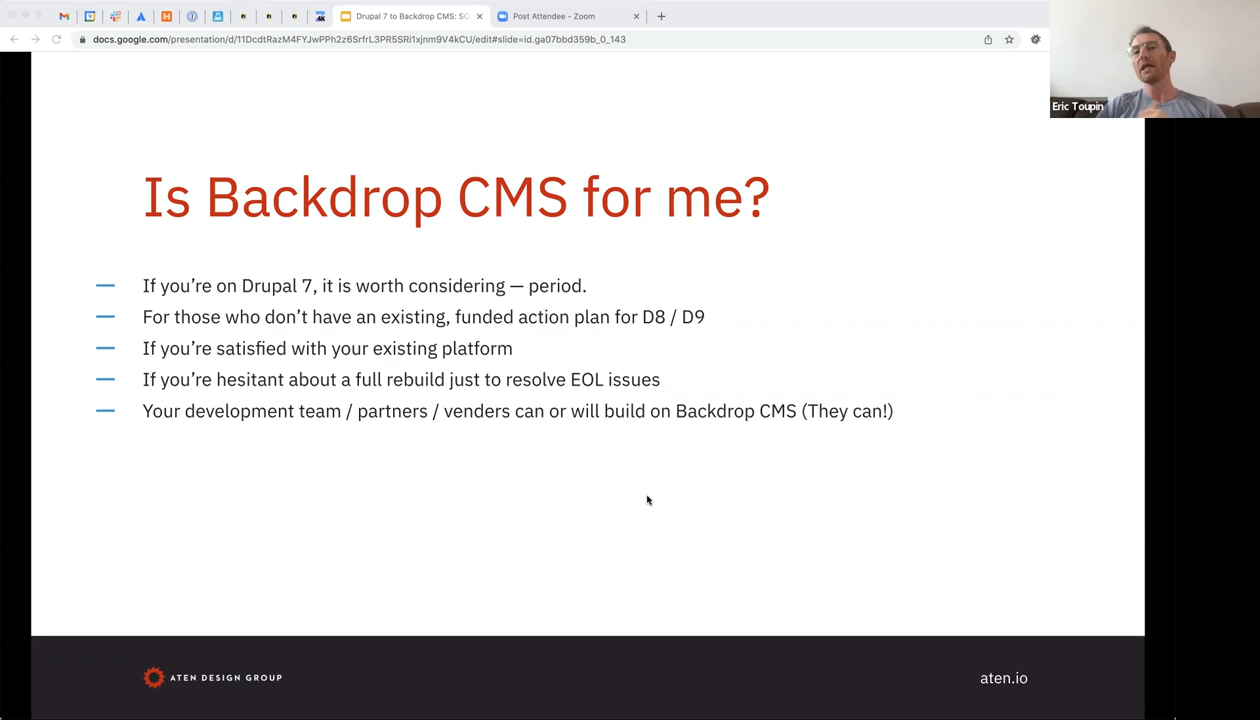 Drupal 7 to Backdrop CMS: SO
Post Attendee - Zoom
docs.google.com/presentation/d/11DcdtRazM4FYJwPPh2z6SrfrL3PR5SRi1xjnm9V4kCU/edit#slide=id.ga07bbd359b_0_143
Eric Toupin
Is Backdrop CMS for me?
If you’re on Drupal 7, it is worth considering — period.
For those who don’t have an existing, funded action plan for D8 / D9
If you’re satisfied with your existing platform
If you’re hesitant about a full rebuild just to resolve EOL issues
Your development team / partners / venders can or will build on Backdrop CMS (They can!)
ATEN DESIGN GROUP
aten.io